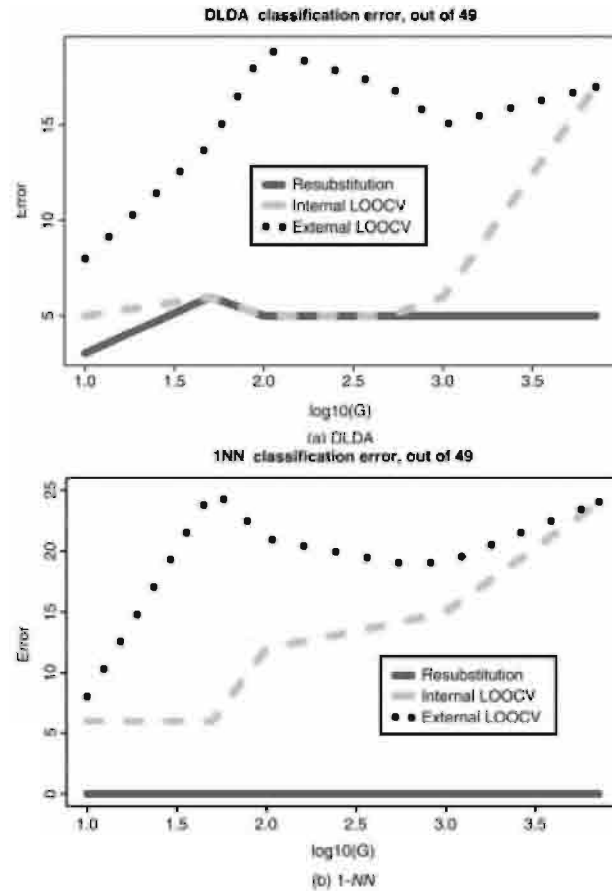 DLDA classification error, out of 49
15
10
5
Error
Resubstitution
Internal LOOCV
External LOOCV
1.0 1.5 2.0 2.5 3.0 3.5
log10(G)
(a) DLDA
1NN classification error, out of 49
25
20
15
10
5
0
Error
Resubstitution
Internal LOOCV
External LOOCV
1.0 1.5 2.0 2.5 3.0 3.5
log10(G)
(b) 1-NN